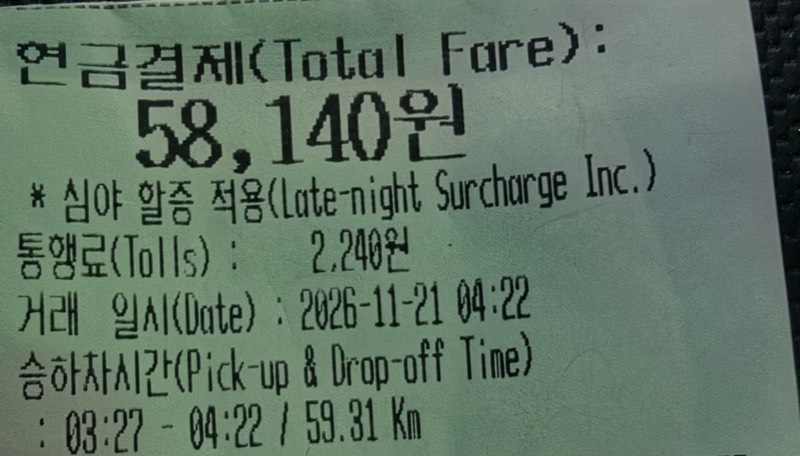 현금결제(Total Fare):
58,140원
* 심야 할증 적용(Late-night Surcharge Inc.)
통행료(Tolls) : 2,240원
거래 일시(Date) : 2026-11-21 04:22
승하차시간(Pick-up & Drop-off Time)
: 03:27 - 04:22 / 59.31 Km